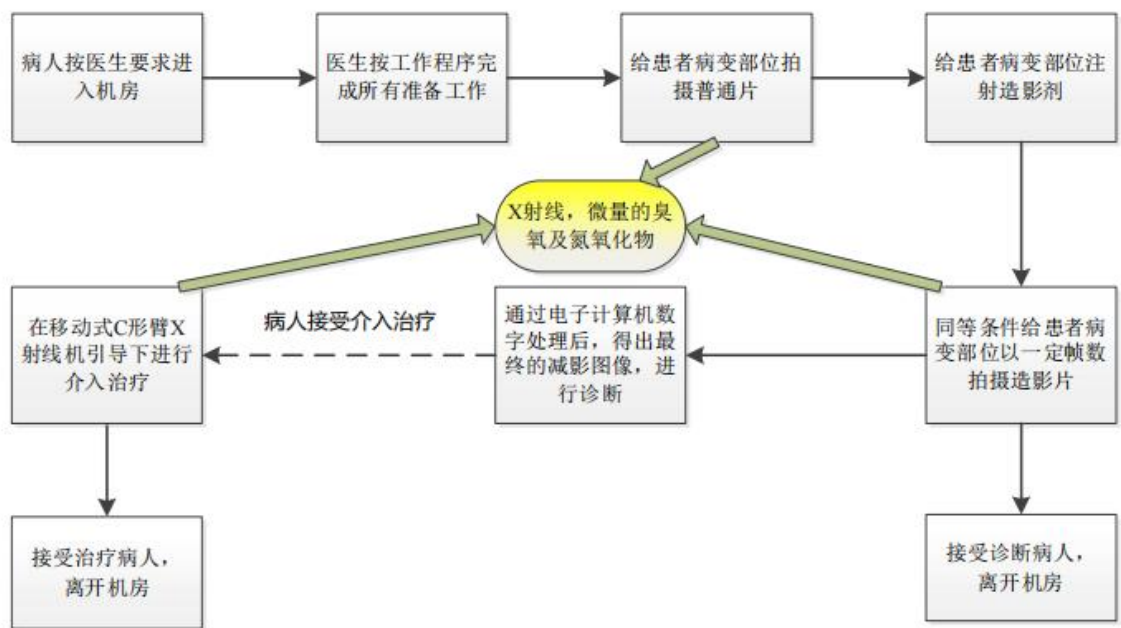 病人按医生要求进
入机房
医生按工作程序完
成所有准备工作
给患者病变部位拍
摄普通片
给患者病变部位注
射造影剂
X射线，微量的臭
氧及氮氧化物
在移动式C形臂X
射线机引导下进行
介入治疗
病人接受介入治疗
通过电子计算机数
字处理后，得出最
终的减影图像，进
行诊断
同等条件给患者病
变部位以一定帧数
拍摄造影片
接受治疗病人，
离开机房
接受诊断病人，
离开机房